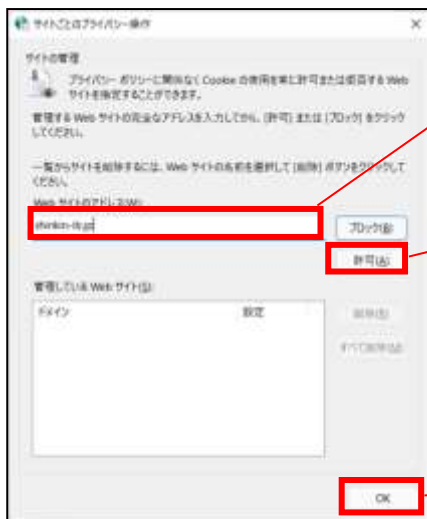 サイトごとのプライバシー操作
サイトの管理
プライバシー ポリシーに関係なく Cookie の使用を常に許可または拒否する Web
サイトを指定することができます。
管理する Web サイトの完全なアドレスを入力してから、[許可] または [ブロック] をクリック
してください。
一覧からサイトを削除するには、Web サイトの名前を選択して [削除] ボタンをクリックして
ください。
Web サイトのアドレス(W):
shinkin-ib.jp
ブロック(B)
許可(A)
管理している Web サイト(S):
ドメイン 設定
削除(R)
すべて削除
OK